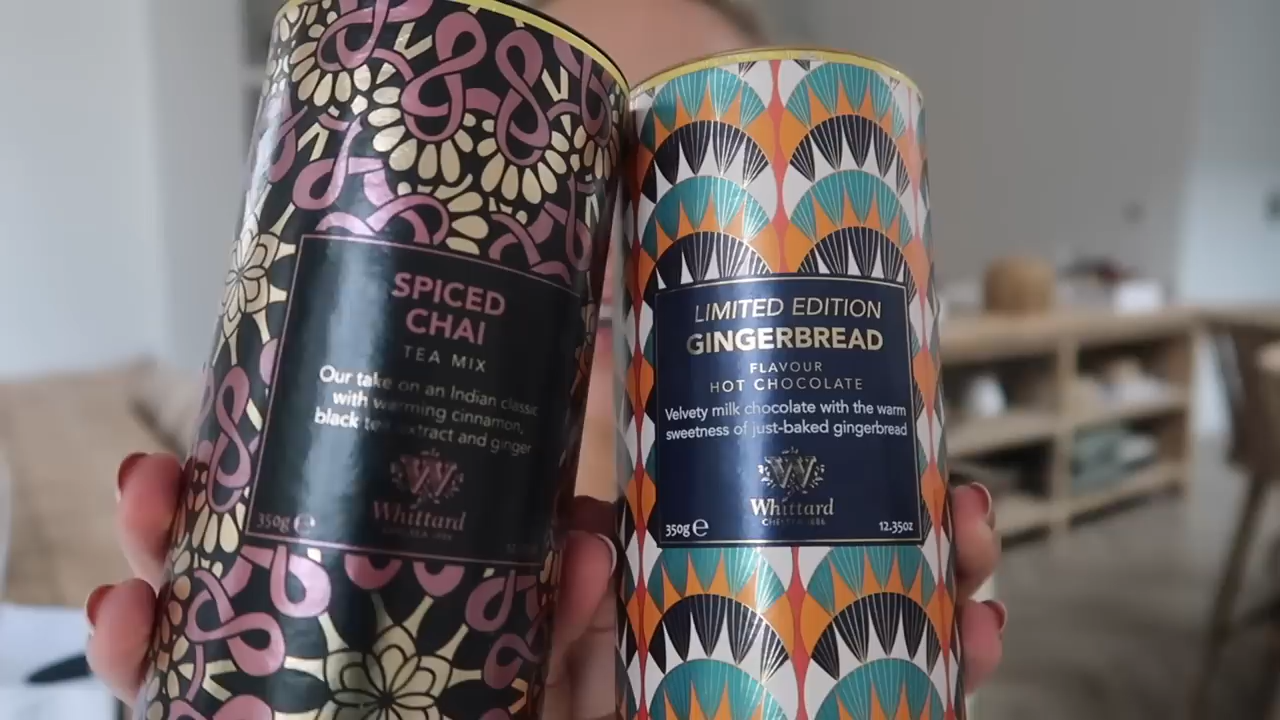 SPICED
CHAI
TEA MIX
Our take on an Indian classic
with warming cinnamon,
black tea extract and ginger
Whittard
350g e
LIMITED EDITION
GINGERBREAD
FLAVOUR
HOT CHOCOLATE
Velvety milk chocolate with the warm
sweetness of just-baked gingerbread
W
Whittard
CHELSEA 1886
350g e
12.35oz